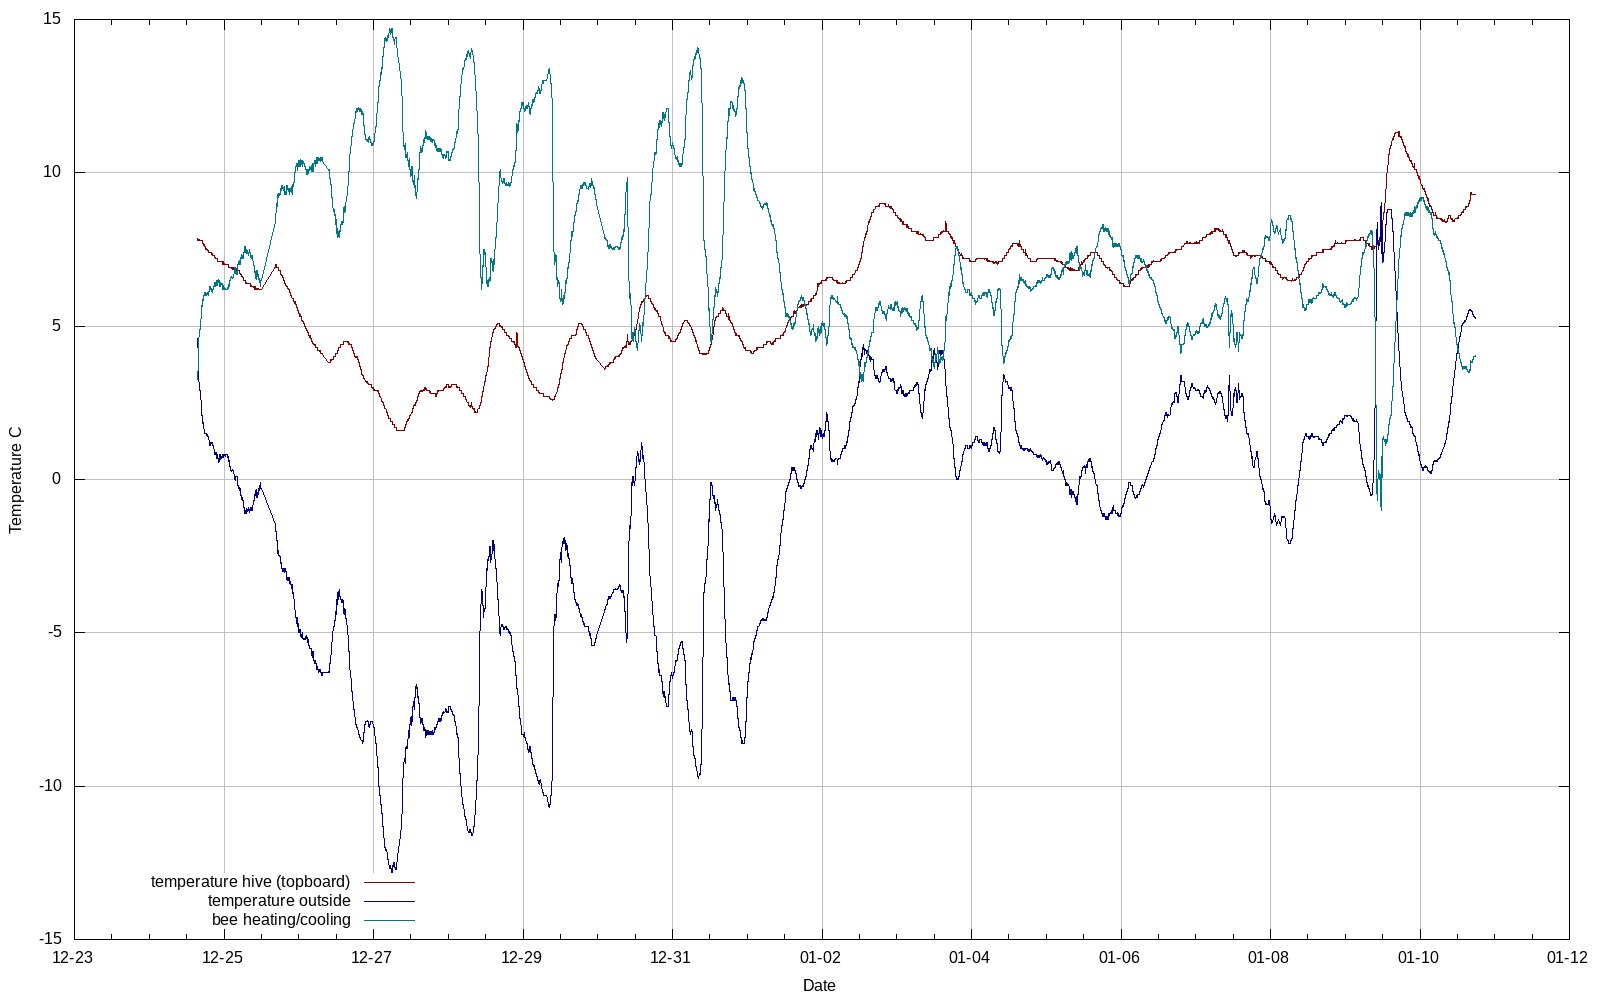 15
10
5
0
-5
-10
-15
Temperature C
temperature hive (topboard)
temperature outside
bee heating/cooling
12-23 12-25 12-27 12-29 12-31 01-02 01-04 01-06 01-08 01-10 01-12
Date